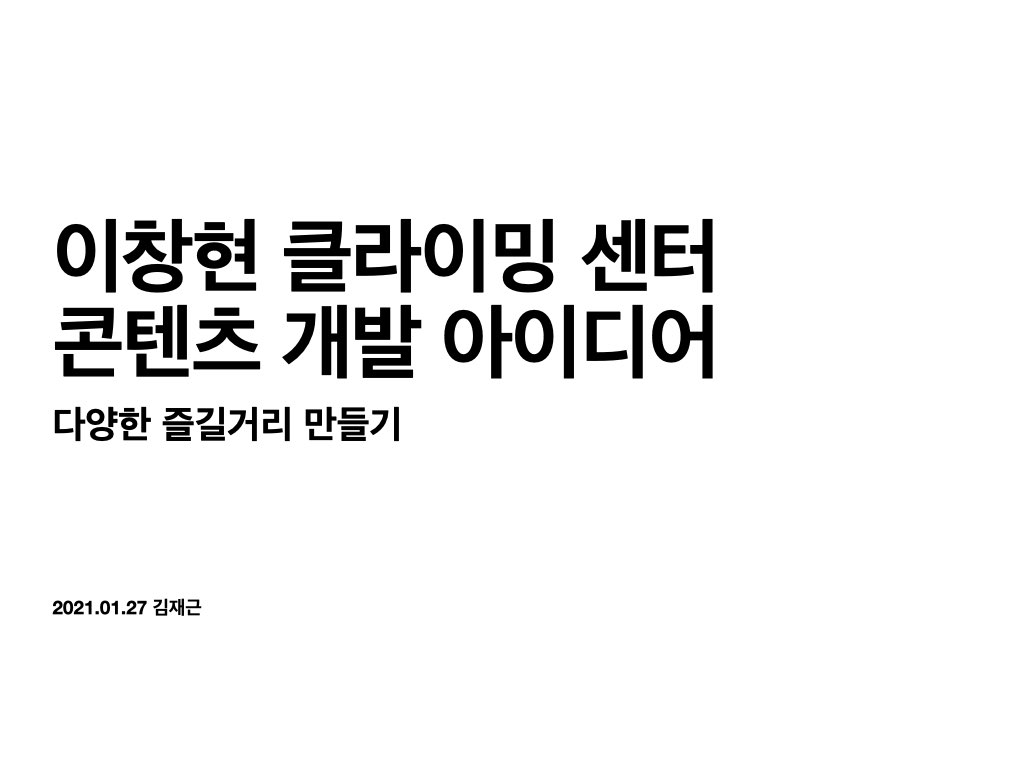 이창현 클라이밍 센터
콘텐츠 개발 아이디어
다양한 즐길거리 만들기
2021.01.27 김재근